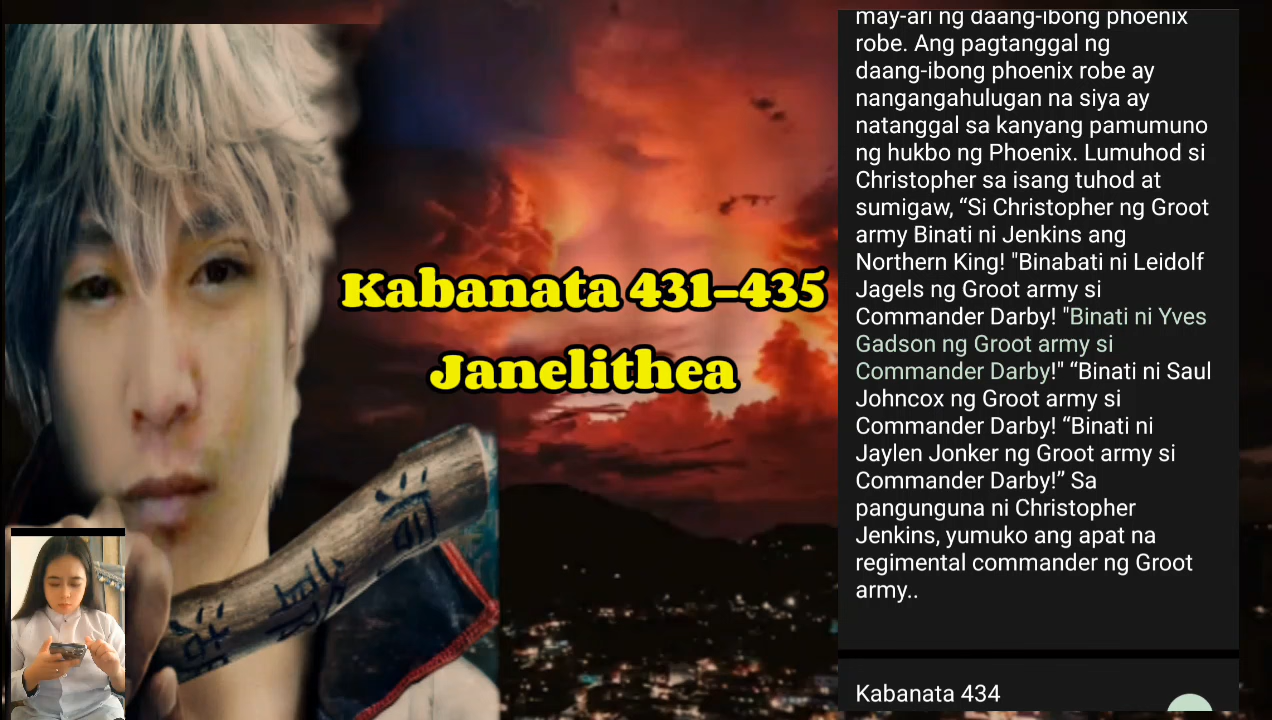 Kabanata 431-435
Janelithea
may-ari ng daang-ibong phoenix
robe. Ang pagtanggal ng
daang-ibong phoenix robe ay
nangangahulugan na siya ay
natanggal sa kanyang pamumuno
ng hukbo ng Phoenix. Lumuhod si
Christopher sa isang tuhod at
sumigaw, “Si Christopher ng Groot
army Binati ni Jenkins ang
Northern King! "Binabati ni Leidolf
Jagels ng Groot army si
Commander Darby! "Binati ni Yves
Gadson ng Groot army si
Commander Darby!" “Binati ni Saul
Johncox ng Groot army si
Commander Darby! “Binati ni
Jaylen Jonker ng Groot army si
Commander Darby!” Sa
pangunguna ni Christopher
Jenkins, yumuko ang apat na
regimental commander ng Groot
army..
Kabanata 434